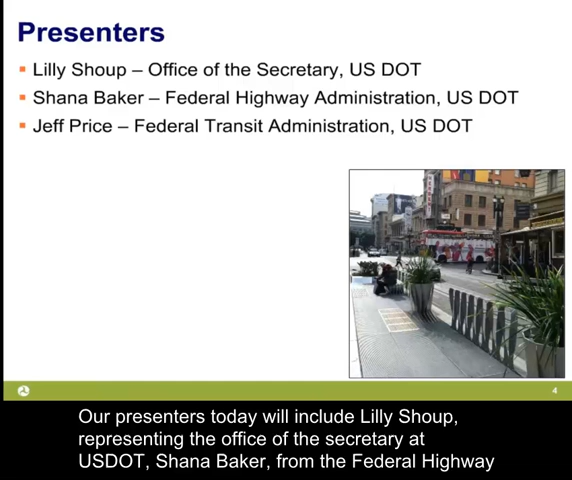 Presenters
Lilly Shoup – Office of the Secretary, US DOT
Shana Baker – Federal Highway Administration, US DOT
Jeff Price – Federal Transit Administration, US DOT
4
Our presenters today will include Lilly Shoup,
representing the office of the secretary at
USDOT, Shana Baker, from the Federal Highway